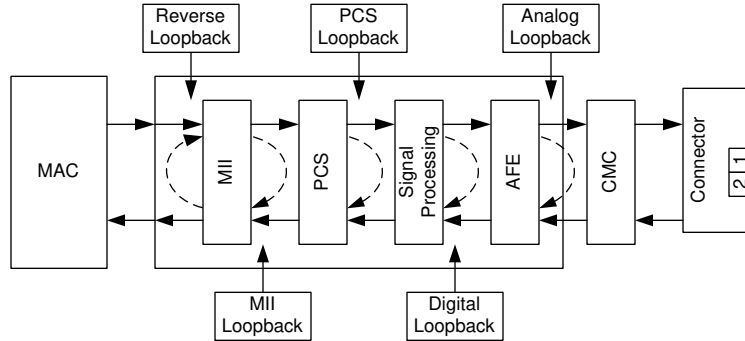 Reverse
Loopback
PCS
Loopback
Analog
Loopback
MAC
MII
PCS
Signal
Processing
AFE
CMC
Connector
2 1
MII
Loopback
Digital
Loopback